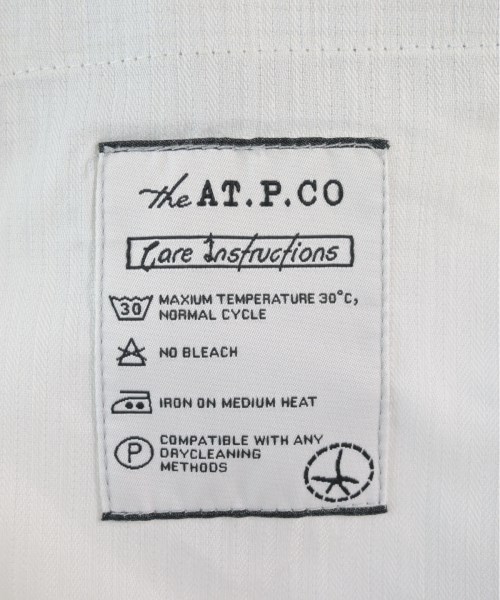 the AT.P.CO
Care Instructions
30 MAXIUM TEMPERATURE 30°C,
NORMAL CYCLE
NO BLEACH
IRON ON MEDIUM HEAT
P COMPATIBLE WITH ANY
DRYCLEANING
METHODS